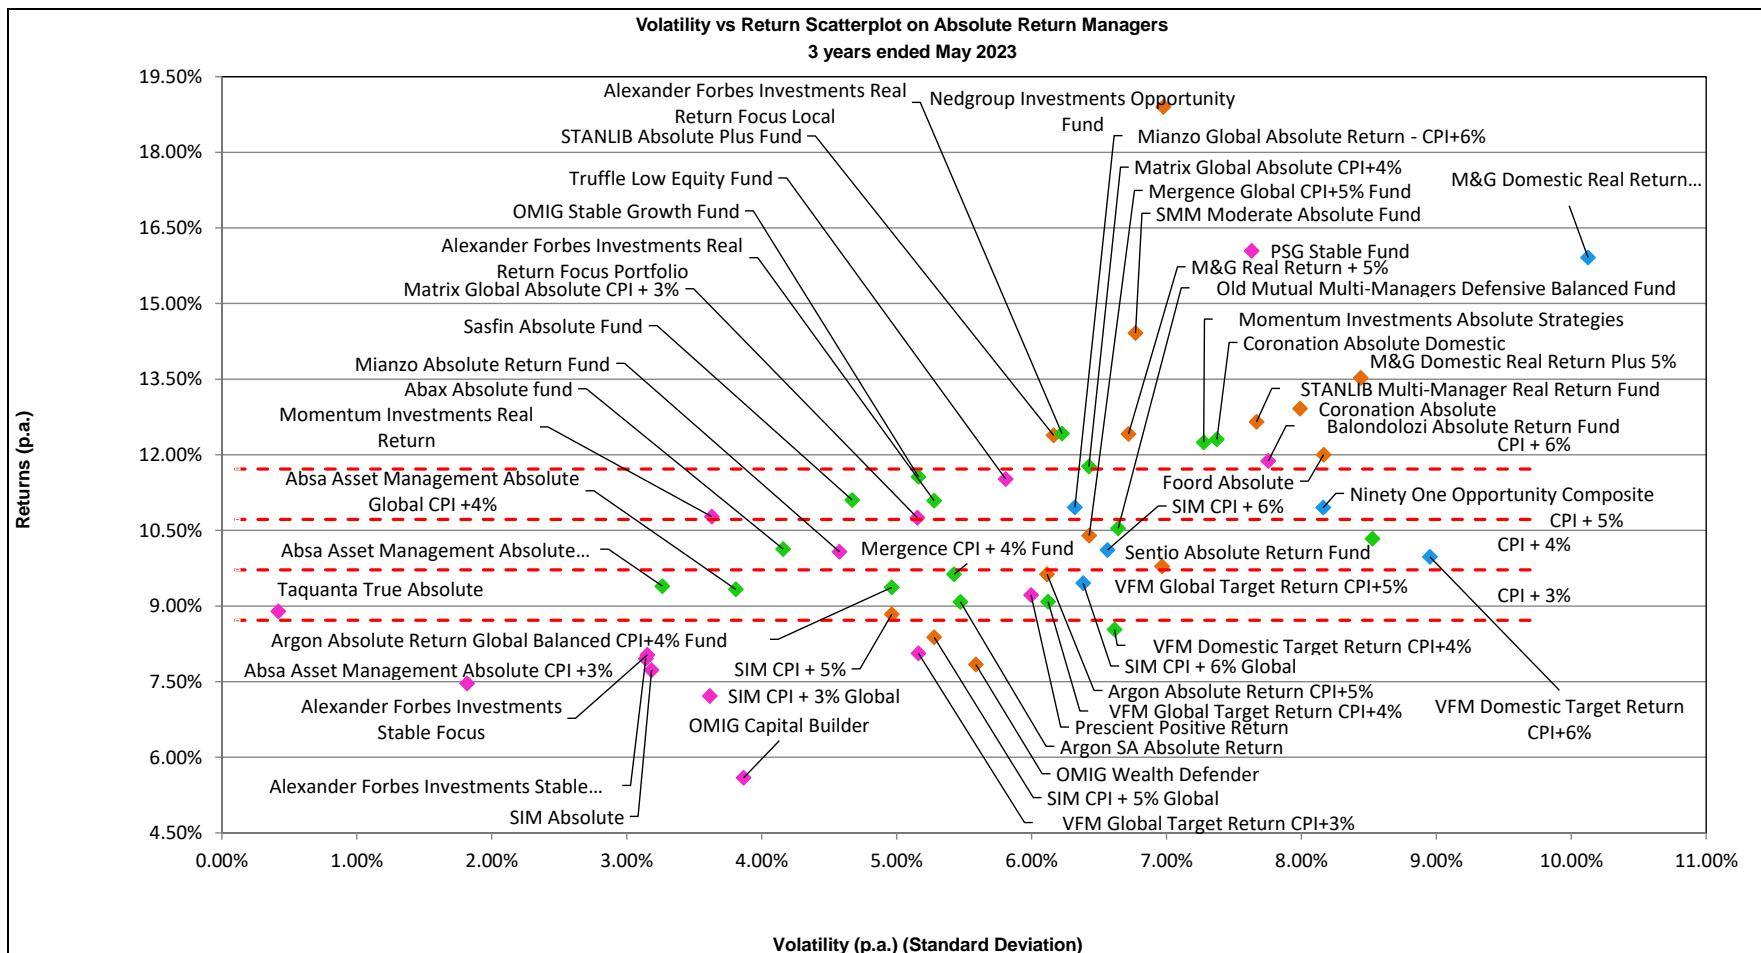 Volatility vs Return Scatterplot on Absolute Return Managers
3 years ended May 2023
Returns (p.a.)
19.50%
18.00%
16.50%
15.00%
13.50%
12.00%
10.50%
9.00%
7.50%
6.00%
4.50%
Alexander Forbes Investments Real
Return Focus Local
Nedgroup Investments Opportunity
Fund
STANLIB Absolute Plus Fund
Mianzo Global Absolute Return - CPI+6%
Matrix Global Absolute CPI+4%
Truffle Low Equity Fund
M&G Domestic Real Return...
Mergence Global CPI+5% Fund
OMIG Stable Growth Fund
SMM Moderate Absolute Fund
Alexander Forbes Investments Real
Return Focus Portfolio
PSG Stable Fund
M&G Real Return + 5%
Matrix Global Absolute CPI + 3%
Old Mutual Multi-Managers Defensive Balanced Fund
Sasfin Absolute Fund
Momentum Investments Absolute Strategies
Coronation Absolute Domestic
Mianzo Absolute Return Fund
M&G Domestic Real Return Plus 5%
Abax Absolute fund
STANLIB Multi-Manager Real Return Fund
Momentum Investments Real
Return
Coronation Absolute
Balondolozi Absolute Return Fund
CPI + 6%
Absa Asset Management Absolute
Global CPI +4%
Foord Absolute
Ninety One Opportunity Composite
SIM CPI + 6%
CPI + 5%
Absa Asset Management Absolute...
Mergence CPI + 4% Fund
Sentio Absolute Return Fund
CPI + 4%
Taquanta True Absolute
VFM Global Target Return CPI+5%
CPI + 3%
Argon Absolute Return Global Balanced CPI+4% Fund
VFM Domestic Target Return CPI+4%
Absa Asset Management Absolute CPI +3%
SIM CPI + 5%
SIM CPI + 6% Global
SIM CPI + 3% Global
Argon Absolute Return CPI+5%
Alexander Forbes Investments
Stable Focus
VFM Global Target Return CPI+4%
VFM Domestic Target Return
CPI+6%
OMIG Capital Builder
Prescient Positive Return
Argon SA Absolute Return
OMIG Wealth Defender
Alexander Forbes Investments Stable...
SIM CPI + 5% Global
SIM Absolute
VFM Global Target Return CPI+3%
0.00% 1.00% 2.00% 3.00% 4.00% 5.00% 6.00% 7.00% 8.00% 9.00% 10.00% 11.00%
Volatility (p.a.) (Standard Deviation)